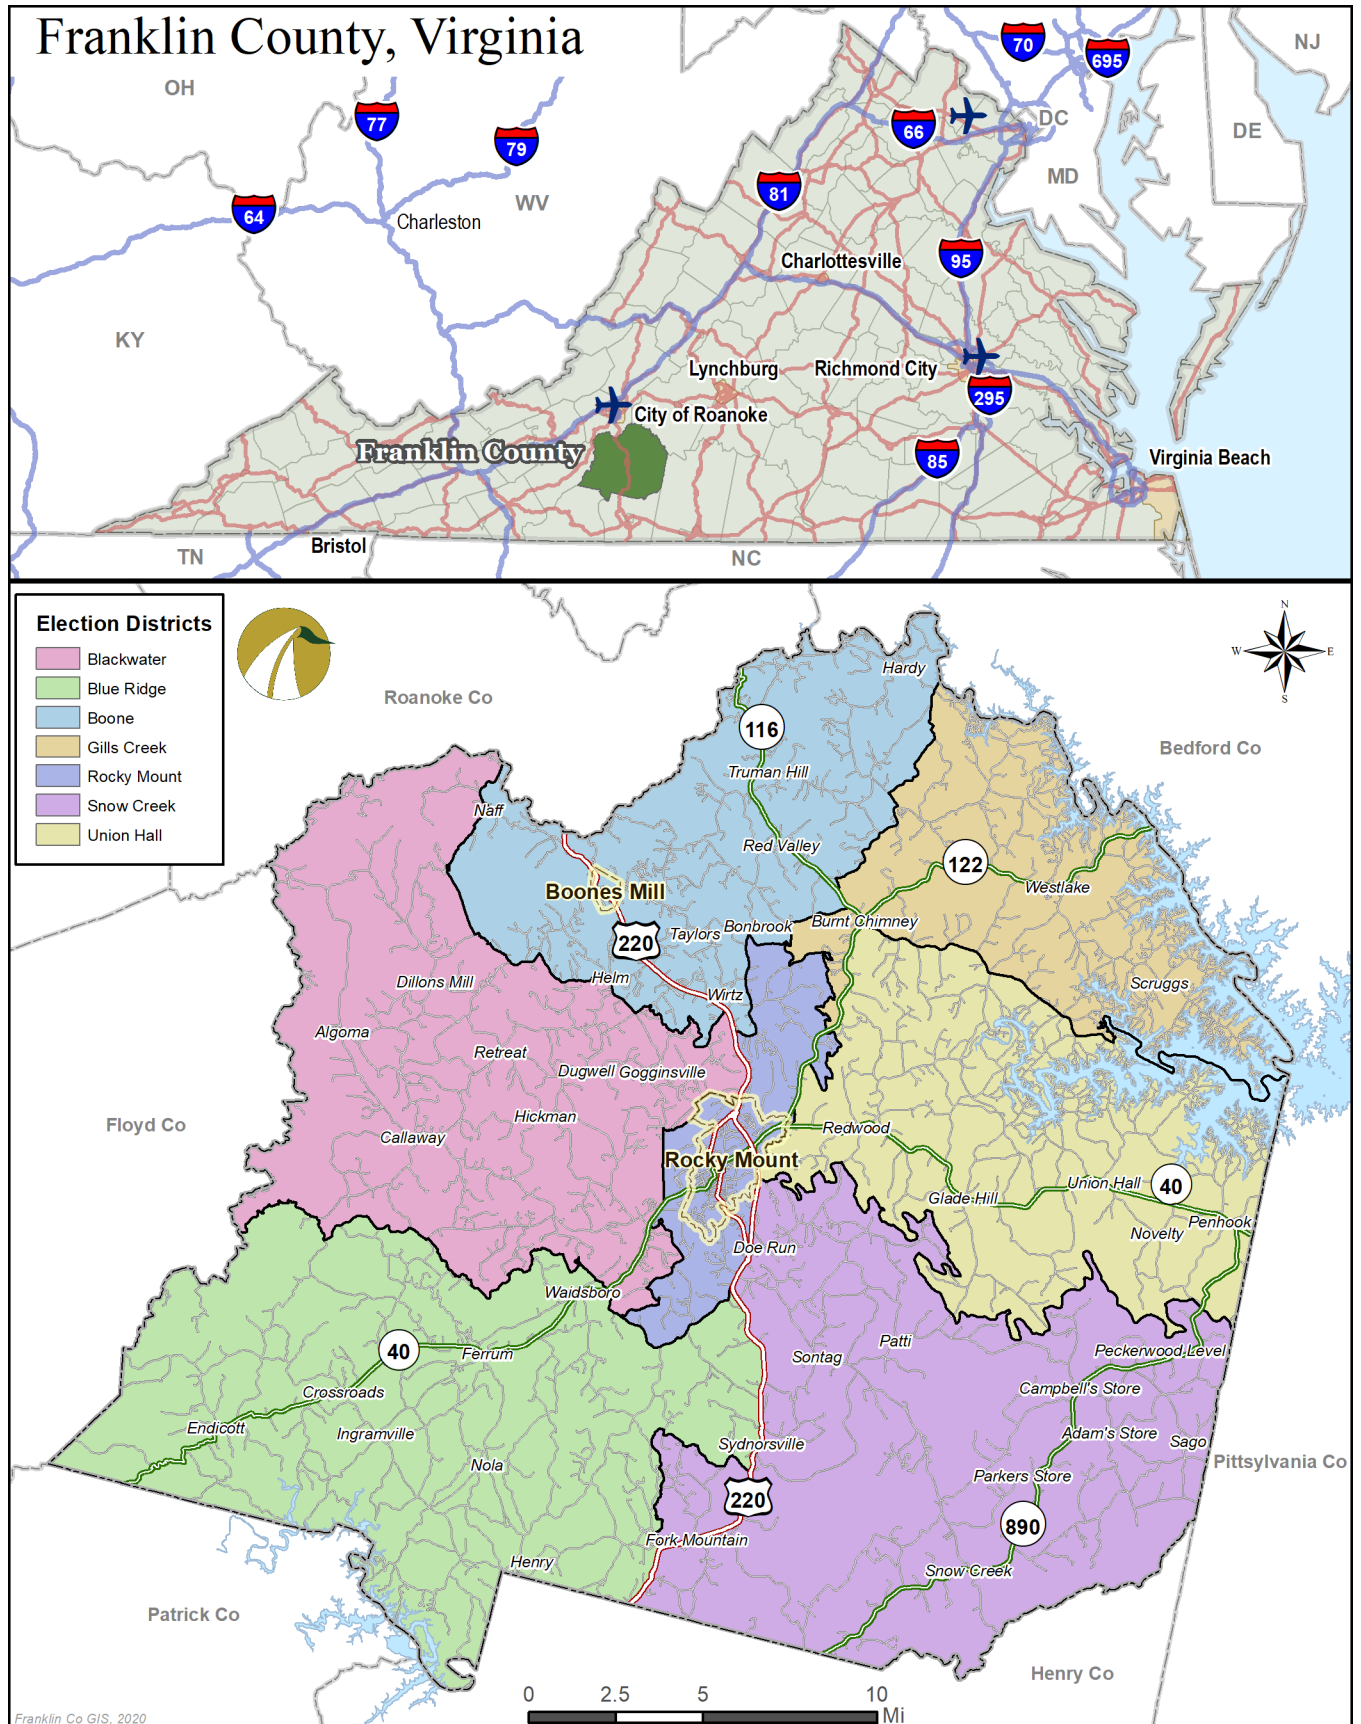 Franklin County, Virginia
OH
77
79
64
WV
Charleston
KY
70
695
NJ
66
DC
DE
MD
81
95
Charlottesville
Lynchburg
Richmond City
295
City of Roanoke
Franklin County
85
Virginia Beach
TN
Bristol
NC
Election Districts
Blackwater
Blue Ridge
Boone
Gills Creek
Rocky Mount
Snow Creek
Union Hall
N
W
E
S
Roanoke Co
Bedford Co
Hardy
116
Truman Hill
Naff
Red Valley
122
Westlake
Boones Mill
220
Taylors
Bonbrook
Burnt Chimney
Helm
Wirtz
Dillons Mill
Scruggs
Algoma
Retreat
Dugwell
Gogginsville
Hickman
Floyd Co
Callaway
Redwood
Rocky Mount
Union Hall
40
Glade Hill
Penhook
Novelty
Doe Run
Waidsboro
40
Ferrum
Sontag
Patti
Peckerwood Level
Crossroads
Campbell's Store
Endicott
Ingramville
Sydnorsville
Adam's Store
Sago
Nola
Parkers Store
Pittsylvania Co
220
890
Fork Mountain
Henry
Snow Creek
Patrick Co
Henry Co
0
2.5
5
10
Mi
Franklin Co GIS, 2020